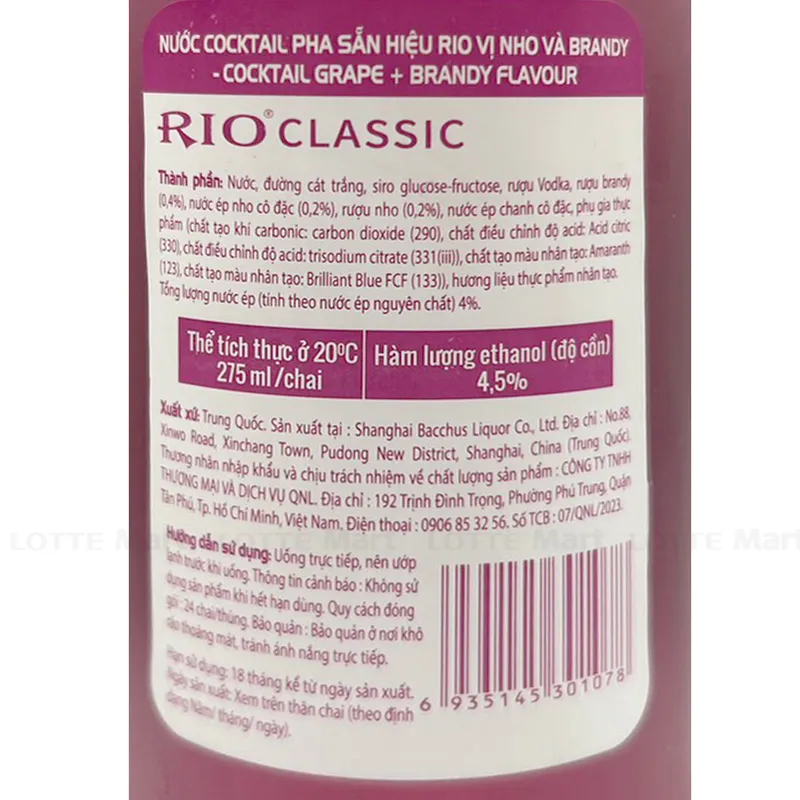 NƯỚC COCKTAIL PHA SẴN HIỆU RIO VỊ NHO VÀ BRANDY
- COCKTAIL GRAPE + BRANDY FLAVOUR
RIO® CLASSIC
Thành phần: Nước, đường cát trắng, siro glucose-fructose, rượu Vodka, rượu brandy
(0,4%), nước ép nho cô đặc (0,2%), rượu nho (0,2%), nước ép chanh cô đặc, phụ gia thực
phẩm (chất tạo khí carbonic: carbon dioxide (290), chất điều chỉnh độ acid: Acid citric
(330), chất điều chỉnh độ acid: trisodium citrate (331(iii)), chất tạo màu nhân tạo: Amaranth
(123), chất tạo màu nhân tạo: Brilliant Blue FCF (133)), hương liệu thực phẩm nhân tạo.
Tổng lượng nước ép (tính theo nước ép nguyên chất) 4%.
Thể tích thực ở 20ºC
275 ml /chai
Hàm lượng ethanol (độ cồn)
4,5%
Xuất xứ: Trung Quốc. Sản xuất tại : Shanghai Bacchus Liquor Co., Ltd. Địa chỉ : No.88,
Xinwo Road, Xinchang Town, Pudong New District, Shanghai, China (Trung Quốc).
Thương nhân nhập khẩu và chịu trách nhiệm về chất lượng sản phẩm : CÔNG TY TNHH
THƯƠNG MẠI VÀ DỊCH VỤ QNL. Địa chỉ : 192 Trịnh Đình Trọng, Phường Phú Trung, Quận
Tân Phú, Tp. Hồ Chí Minh, Việt Nam. Điện thoại : 0906 85 32 56. Số TCB : 07/QNL/2023.
LOTTE Mart LOTTE Mart LOTTE Mart LOTTE Mart
Hướng dẫn sử dụng: Uống trực tiếp, nên ướp
lạnh trước khi uống. Thông tin cảnh báo : Không sử
dụng sản phẩm khi hết hạn dùng. Quy cách đóng
gói : 24 chai/thùng. Bảo quản : Bảo quản ở nơi khô
ráo thoáng mát, tránh ánh nắng trực tiếp.
Hạn sử dụng: 18 tháng kể từ ngày sản xuất.
Ngày sản xuất: Xem trên thân chai (theo định
dạng Năm/ tháng/ ngày).
6 935145 301078